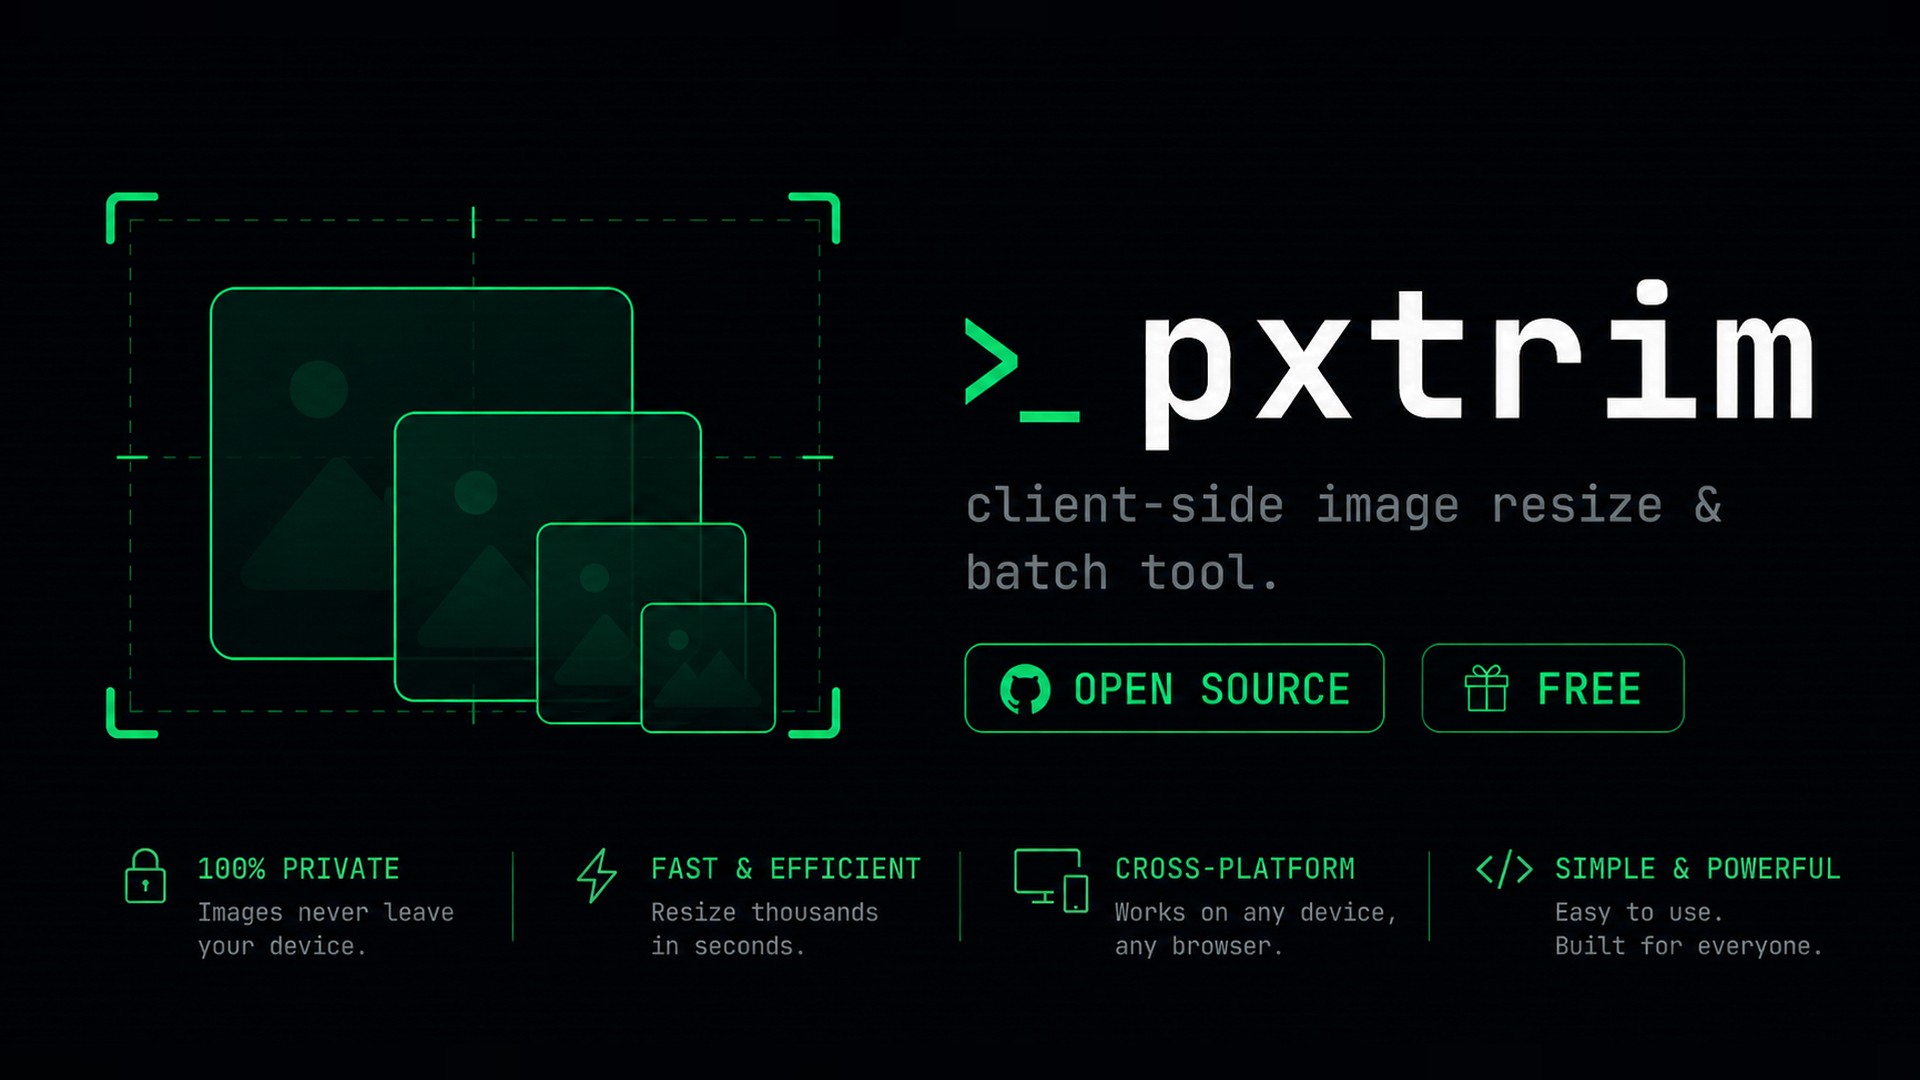 >_ pxtrim
client-side image resize &
batch tool.
OPEN SOURCE
FREE
100% PRIVATE
Images never leave
your device.
FAST & EFFICIENT
Resize thousands
in seconds.
CROSS-PLATFORM
Works on any device,
any browser.
</> SIMPLE & POWERFUL
Easy to use.
Built for everyone.